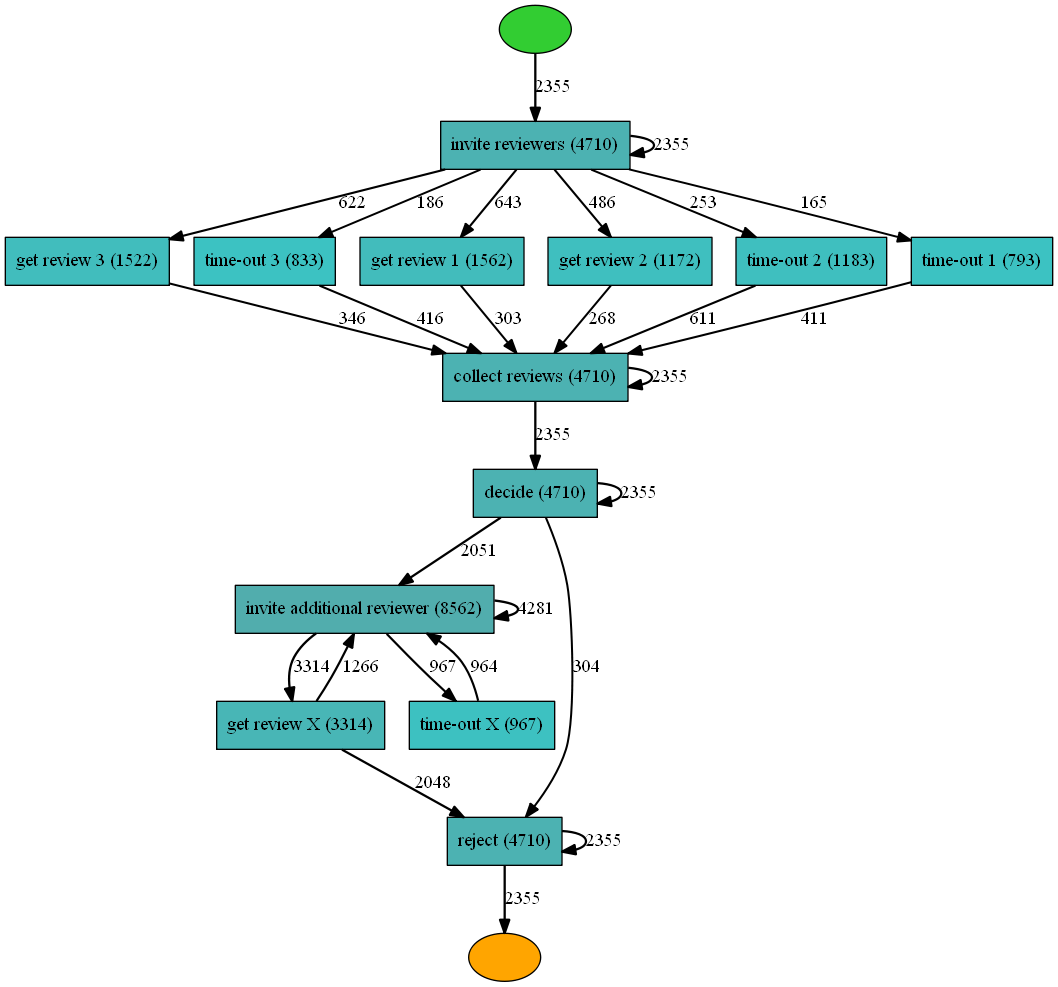 2355
invite reviewers (4710)
2355
622
186
643
486
253
165
get review 3 (1522)
time-out 3 (833)
get review 1 (1562)
get review 2 (1172)
time-out 2 (1183)
time-out 1 (793)
346
416
303
268
611
411
collect reviews (4710)
2355
2355
decide (4710)
2355
2051
invite additional reviewer (8562)
4281
3314
1266
967
964
304
get review X (3314)
time-out X (967)
2048
reject (4710)
2355
2355